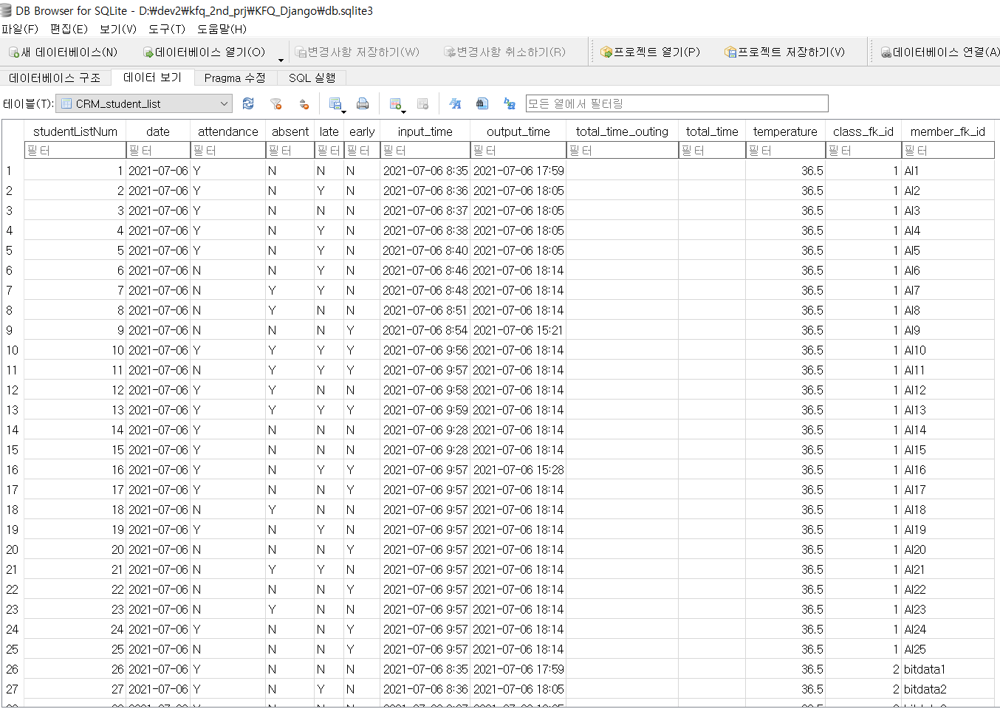 DB Browser for SQLite - D:₩dev2₩kfq_2nd_prj₩KFQ_Django₩db.sqlite3
파일(F) 편집(E) 보기(V) 도구(T) 도움말(H)
새 데이터베이스(N) 데이터베이스 열기(O) 변경사항 저장하기(W) 변경사항 취소하기(R) 프로젝트 열기(P) 프로젝트 저장하기(V) 데이터베이스 연결(A)
데이터베이스 구조 데이터 보기 Pragma 수정 SQL 실행
테이블(T): CRM_student_list 모든 열에서 필터링
studentListNum date attendance absent late early input_time output_time total_time_outing total_time temperature class_fk_id member_fk_id
필터 필터 필터 필터 필터 필터 필터 필터 필터 필터 필터 필터 필터
1 1 2021-07-06 Y N N N 2021-07-06 8:35 2021-07-06 17:59 36.5 1 AI1
2 2 2021-07-06 Y N Y N 2021-07-06 8:36 2021-07-06 18:05 36.5 1 AI2
3 3 2021-07-06 Y N N N 2021-07-06 8:37 2021-07-06 18:05 36.5 1 AI3
4 4 2021-07-06 Y N Y N 2021-07-06 8:38 2021-07-06 18:05 36.5 1 AI4
5 5 2021-07-06 Y N Y N 2021-07-06 8:40 2021-07-06 18:05 36.5 1 AI5
6 6 2021-07-06 N N Y N 2021-07-06 8:46 2021-07-06 18:14 36.5 1 AI6
7 7 2021-07-06 N Y Y N 2021-07-06 8:48 2021-07-06 18:14 36.5 1 AI7
8 8 2021-07-06 N Y N N 2021-07-06 8:51 2021-07-06 18:14 36.5 1 AI8
9 9 2021-07-06 N N N Y 2021-07-06 8:54 2021-07-06 15:21 36.5 1 AI9
10 10 2021-07-06 Y Y Y Y 2021-07-06 9:56 2021-07-06 18:14 36.5 1 AI10
11 11 2021-07-06 N Y Y Y 2021-07-06 9:57 2021-07-06 18:14 36.5 1 AI11
12 12 2021-07-06 Y Y N N 2021-07-06 9:58 2021-07-06 18:14 36.5 1 AI12
13 13 2021-07-06 Y Y Y Y 2021-07-06 9:59 2021-07-06 18:14 36.5 1 AI13
14 14 2021-07-06 Y N N N 2021-07-06 9:28 2021-07-06 18:14 36.5 1 AI14
15 15 2021-07-06 Y N N N 2021-07-06 9:28 2021-07-06 18:14 36.5 1 AI15
16 16 2021-07-06 Y N Y Y 2021-07-06 9:57 2021-07-06 15:28 36.5 1 AI16
17 17 2021-07-06 Y N N Y 2021-07-06 9:57 2021-07-06 18:14 36.5 1 AI17
18 18 2021-07-06 N Y N N 2021-07-06 9:57 2021-07-06 18:14 36.5 1 AI18
19 19 2021-07-06 Y N Y N 2021-07-06 9:57 2021-07-06 18:14 36.5 1 AI19
20 20 2021-07-06 N N N Y 2021-07-06 9:57 2021-07-06 18:14 36.5 1 AI20
21 21 2021-07-06 N Y Y N 2021-07-06 9:57 2021-07-06 18:14 36.5 1 AI21
22 22 2021-07-06 N N N Y 2021-07-06 9:57 2021-07-06 18:14 36.5 1 AI22
23 23 2021-07-06 N Y N N 2021-07-06 9:57 2021-07-06 18:14 36.5 1 AI23
24 24 2021-07-06 Y N N Y 2021-07-06 9:57 2021-07-06 18:14 36.5 1 AI24
25 25 2021-07-06 N N N Y 2021-07-06 9:57 2021-07-06 18:14 36.5 1 AI25
26 26 2021-07-06 Y N N N 2021-07-06 8:35 2021-07-06 17:59 36.5 2 bitdata1
27 27 2021-07-06 Y N Y N 2021-07-06 8:36 2021-07-06 18:05 36.5 2 bitdata2